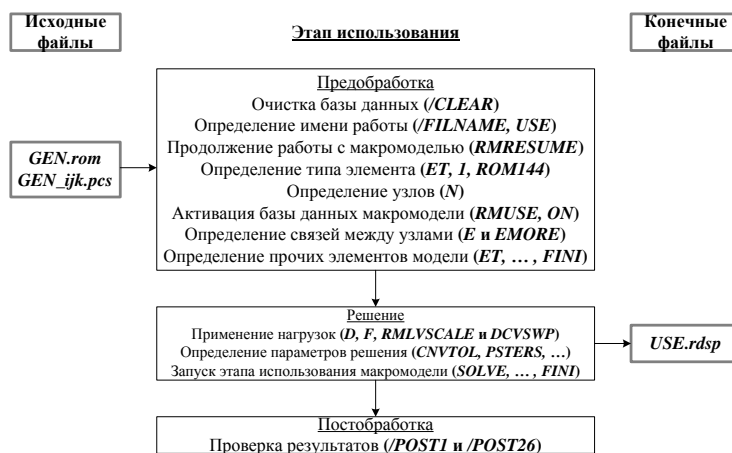 Исходные
файлы
Этап использования
Конечные
файлы
Предобработка
Очистка базы данных (/CLEAR)
Определение имени работы (/FILNAME, USE)
Продолжение работы с макромоделью (RMRESUME)
Определение типа элемента (ET, 1, ROM144)
Определение узлов (N)
Активация базы данных макромодели (RMUSE, ON)
Определение связей между узлами (E и EMORE)
Определение прочих элементов модели (ET, … , FINI)
GEN.rom
GEN_ijk.pcs
Решение
Применение нагрузок (D, F, RMLVSCALE и DCVSWP)
Определение параметров решения (CNVTOL, PSTERS, …)
Запуск этапа использования макромодели (SOLVE, … , FINI)
USE.rdsp
Постобработка
Проверка результатов (/POST1 и /POST26)